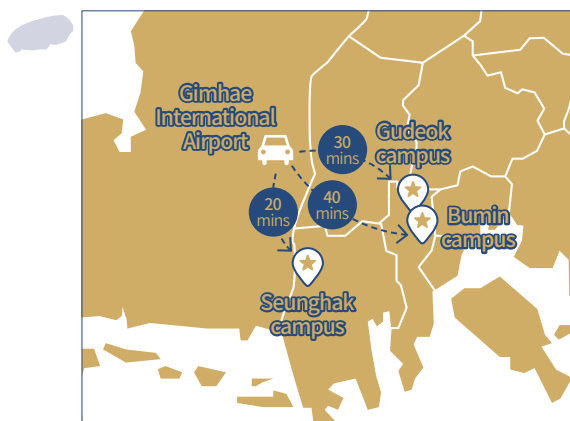 Gimhae
International
Airport
30
mins
Gudeok
campus
20
mins
40
mins
Bumin
campus
Seunghak
campus